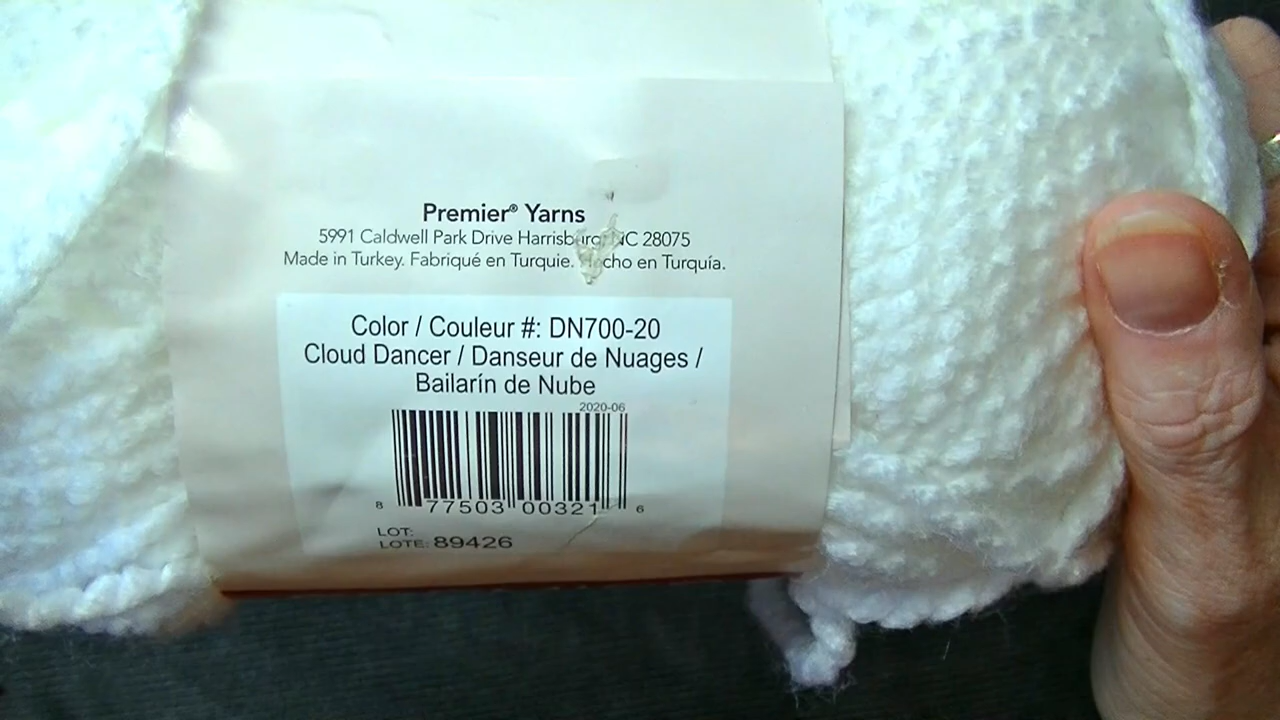 Premier® Yarns
5991 Caldwell Park Drive Harrisburg, NC 28075
Made in Turkey. Fabriqué en Turquie. Hecho en Turquía.
Color / Couleur #: DN700-20
Cloud Dancer / Danseur de Nuages /
Bailarín de Nube
2020-06
8 77503 00321 6
LOT:
LOTE: 89426